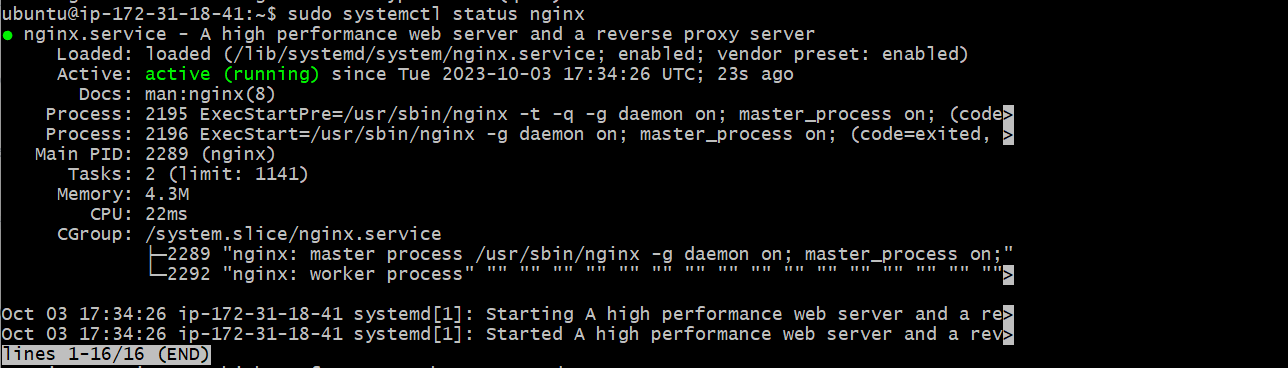 ubuntu@ip-172-31-18-41:~$ sudo systemctl status nginx
● nginx.service - A high performance web server and a reverse proxy server
     Loaded: loaded (/lib/systemd/system/nginx.service; enabled; vendor preset: enabled)
     Active: active (running) since Tue 2023-10-03 17:34:26 UTC; 23s ago
       Docs: man:nginx(8)
    Process: 2195 ExecStartPre=/usr/sbin/nginx -t -q -g daemon on; master_process on; (code>
    Process: 2196 ExecStart=/usr/sbin/nginx -g daemon on; master_process on; (code=exited, >
   Main PID: 2289 (nginx)
      Tasks: 2 (limit: 1141)
     Memory: 4.3M
        CPU: 22ms
     CGroup: /system.slice/nginx.service
             ├─2289 "nginx: master process /usr/sbin/nginx -g daemon on; master_process on;"
             └─2292 "nginx: worker process" "" "" "" "" "" "" "" "" "" "" "" "" "" "" "" "">

Oct 03 17:34:26 ip-172-31-18-41 systemd[1]: Starting A high performance web server and a re>
Oct 03 17:34:26 ip-172-31-18-41 systemd[1]: Started A high performance web server and a rev>
lines 1-16/16 (END)